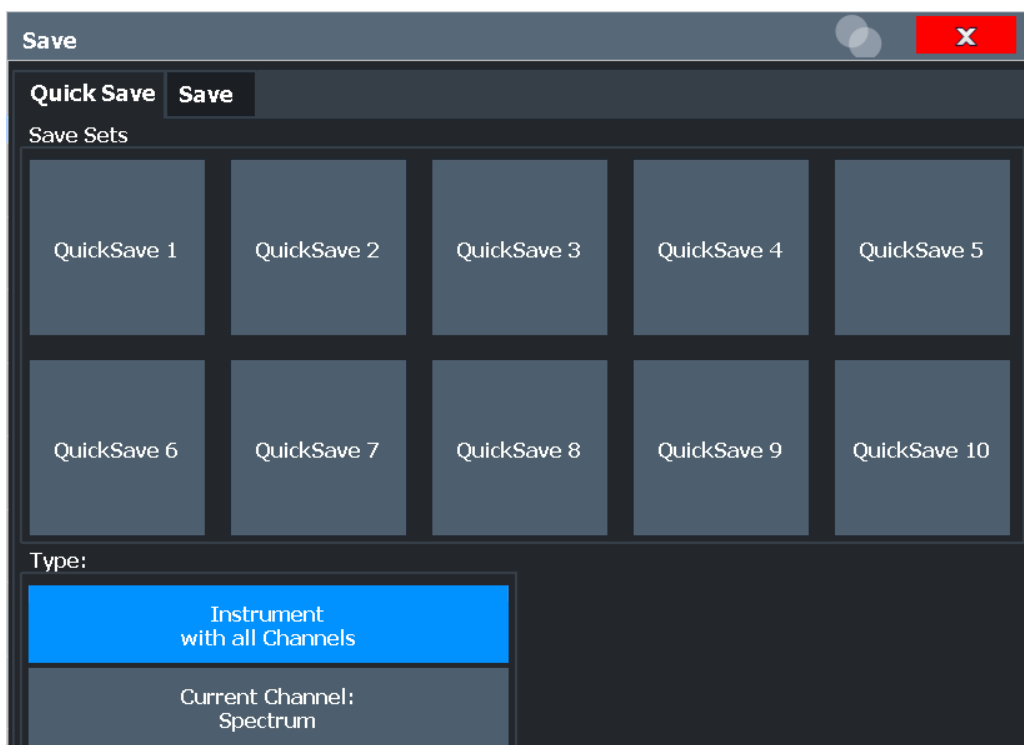 Save
X
Quick Save Save
Save Sets
QuickSave 1 QuickSave 2 QuickSave 3 QuickSave 4 QuickSave 5
QuickSave 6 QuickSave 7 QuickSave 8 QuickSave 9 QuickSave 10
Type:
Instrument
with all Channels
Current Channel:
Spectrum